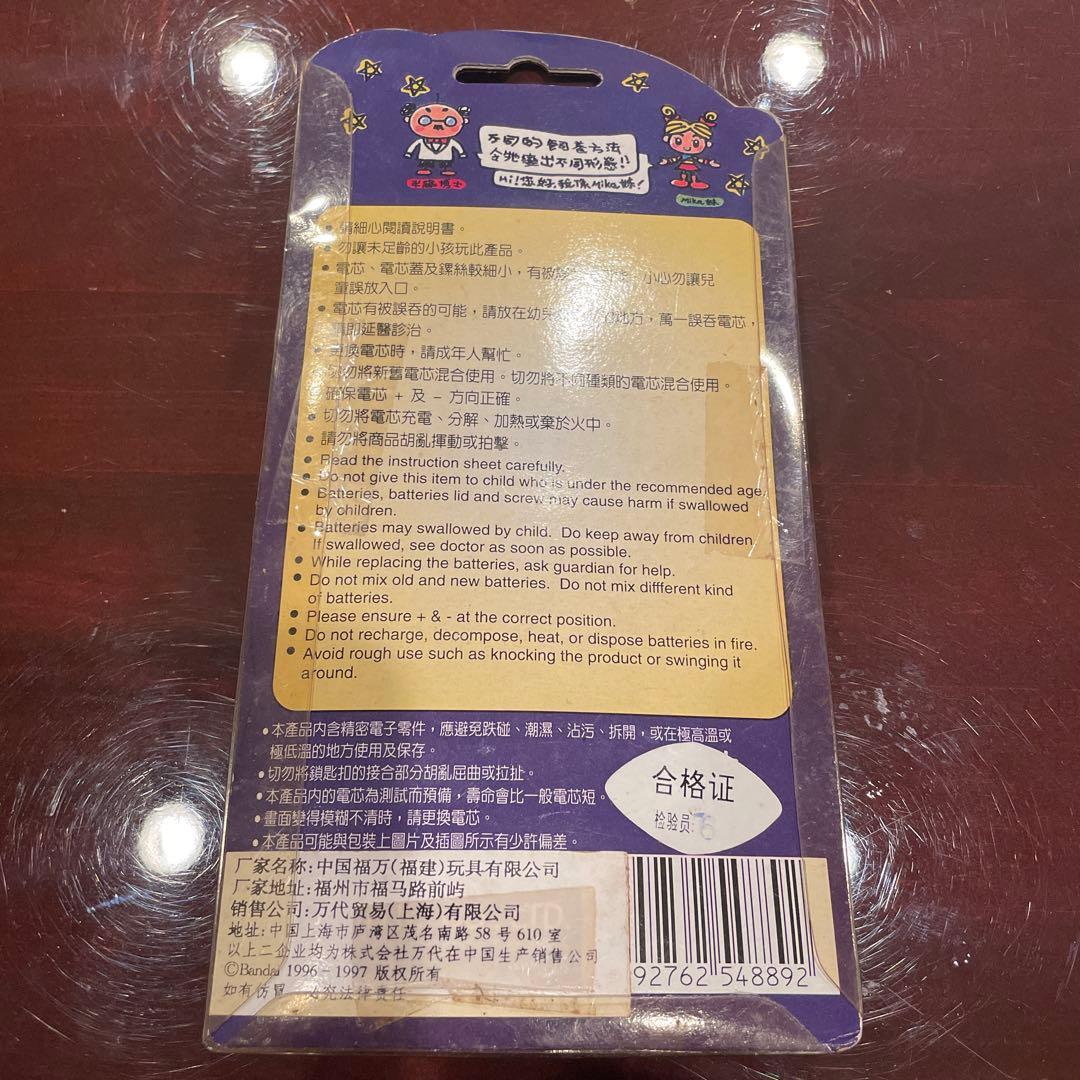 不同的飼養方法
令牠變出不同形態!!
Hi! 您好, 我係Mika妹!
博士
Mika 妹
• 請細心閱讀說明書。
• 勿讓未足齡的小孩玩此產品。
• 電芯、電芯蓋及鏍絲較細小,有被 小心勿讓兒
童誤放入口。
• 電芯有被誤吞的可能,請放在幼兒 地方,萬一誤吞電芯,
請即延醫診治。
• 更換電芯時,請成年人幫忙。
切勿將新舊電芯混合使用。切勿將不同種類的電芯混合使用。
確保電芯 + 及 - 方向正確。
• 切勿將電芯充電、分解、加熱或棄於火中。
• 請勿將商品胡亂揮動或拍擊。
• Read the instruction sheet carefully.
• Do not give this item to child who is under the recommended age.
• Batteries, batteries lid and screw may cause harm if swallowed
by children.
• Batteries may swallowed by child. Do keep away from children.
If swallowed, see doctor as soon as possible.
• While replacing the batteries, ask guardian for help.
• Do not mix old and new batteries. Do not mix diffferent kind
of batteries.
• Please ensure + & - at the correct position.
• Do not recharge, decompose, heat, or dispose batteries in fire.
• Avoid rough use such as knocking the product or swinging it
around.
• 本產品内含精密電子零件,應避免跌碰、潮濕、沾污、拆開,或在極高溫或
極低溫的地方使用及保存。
• 切勿將鎖匙扣的接合部分胡亂屈曲或拉扯。
• 本產品内的電芯為測試而預備,壽命會比一般電芯短。
• 畫面變得模糊不清時,請更換電芯。
• 本產品可能與包裝上圖片及插圖所示有少許偏差。
合格证
检验员: 6
厂家名称:中国福万(福建)玩具有限公司
厂家地址:福州市福马路前屿
销售公司:万代贸易(上海)有限公司
地址:中国上海市庐湾区茂名南路 58 号 610 室
以上二企业均为株式会社万代在中国生产销售公司
©Bandai 1996-1997 版权所有
如有仿冒 必究法律责任
92762 548892